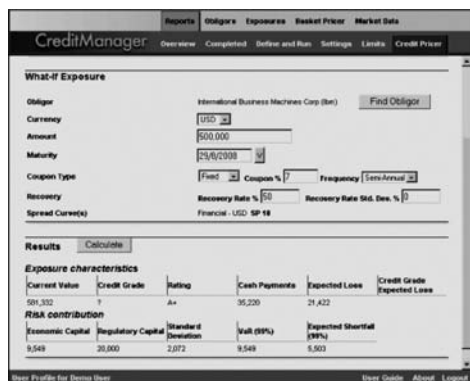 Reports Obligors Exposures Basket Pricer Market Data
CreditManager Overview Completed Define and Run Settings Limits Credit Pricer
What-If Exposure
Obligor International Business Machines Corp (Ibm) Find Obligor
Currency USD
Amount 500,000
Maturity 29/8/2008
Coupon Type Fixed Coupon % 7 Frequency Semi-Annual
Recovery Recovery Rate % 50 Recovery Rate Std. Dev. % 0
Spread Curve(s) Financial - USD SP 10
Results Calculate
Exposure characteristics
Current Value Credit Grade Rating Cash Payments Expected Loss Credit Grade Expected Loss
501,332 ? A+ 35,220 21,422
Risk contribution
Economic Capital Regulatory Capital Standard Deviation VaR (99%) Expected Shortfall (99%)
9,549 20,000 2,072 9,549 5,503
User Profile for Demo User User Guide About Logout